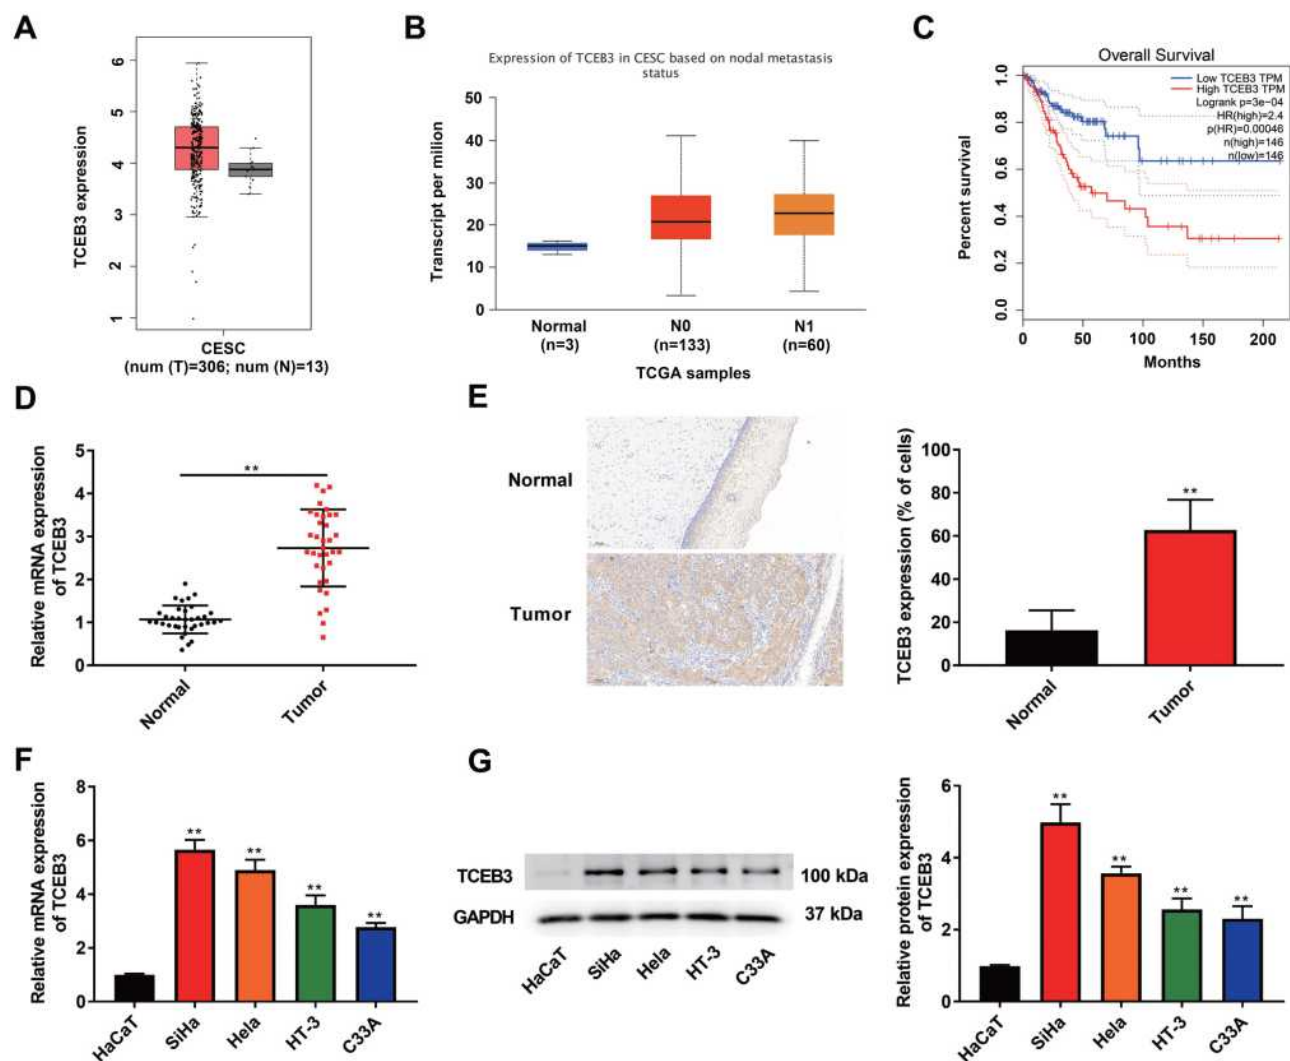 A
TCEB3 expression
6
5
4
3
2
1
CESC
(num (T)=306; num (N)=13)
B
Expression of TCEB3 in CESC based on nodal metastasis
status
Transcript per milion
50
40
30
20
10
0
Normal
(n=3)
N0
(n=133)
N1
(n=60)
TCGA samples
C
Overall Survival
Low TCEB3 TPM
High TCEB3 TPM
Logrank p=3e−04
HR(high)=2.4
p(HR)=0.00046
n(high)=146
n(low)=146
Percent survival
1.0
0.8
0.6
0.4
0.2
0.0
0
50
100
150
200
Months
D
Relative mRNA expression
of TCEB3
5
4
3
2
1
0
**
Normal
Tumor
E
Normal
Tumor
TCEB3 expression (% of cells)
100
80
60
40
20
0
**
Normal
Tumor
F
Relative mRNA expression
of TCEB3
8
6
4
2
0
**
**
**
**
HaCaT
SiHa
Hela
HT-3
C33A
G
TCEB3
100 kDa
GAPDH
37 kDa
HaCaT
SiHa
Hela
HT-3
C33A
Relative protein expression
of TCEB3
6
4
2
0
**
**
**
**
HaCaT
SiHa
Hela
HT-3
C33A